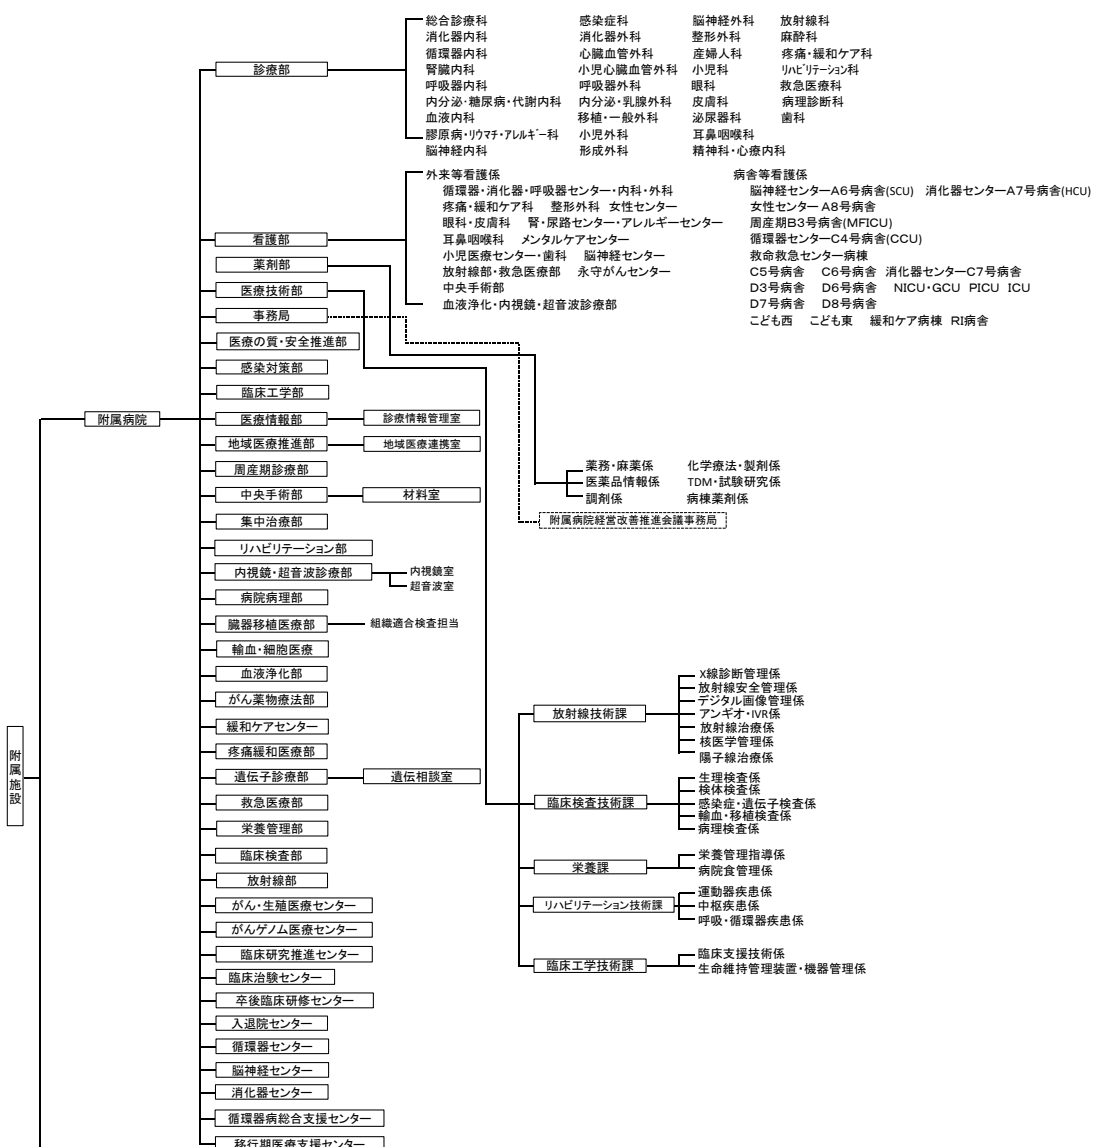 総合診療科 感染症科 脳神経外科 放射線科
消化器内科 消化器外科 整形外科 麻酔科
循環器内科 心臓血管外科 産婦人科 疼痛・緩和ケア科
腎臓内科 小児心臓血管外科 小児科 リハビリテーション科
呼吸器内科 呼吸器外科 眼科 救急医療科
内分泌・糖尿病・代謝内科 内分泌・乳腺外科 皮膚科 病理診断科
血液内科 移植・一般外科 泌尿器科 歯科
膠原病・リウマチ・アレルギー科 小児外科 耳鼻咽喉科
脳神経内科 形成外科 精神科・心療内科
診療部
外来等看護係
循環器・消化器・呼吸器センター・内科・外科
疼痛・緩和ケア科 整形外科 女性センター
眼科・皮膚科 腎・尿路センター・アレルギーセンター
耳鼻咽喉科 メンタルケアセンター
小児医療センター・歯科 脳神経センター
放射線部・救急医療部 永守がんセンター
中央手術部
血液浄化・内視鏡・超音波診療部
病舎等看護係
脳神経センターA6号病舎(SCU) 消化器センターA7号病舎(HCU)
女性センター A8号病舎
周産期B3号病舎(MFICU)
循環器センターC4号病舎(CCU)
救命救急センター病棟
C5号病舎 C6号病舎 消化器センターC7号病舎
D3号病舎 D6号病舎 NICU・GCU PICU ICU
D7号病舎 D8号病舎
こども西 こども東 緩和ケア病棟 RI病舎
看護部
薬剤部
医療技術部
事務局
医療の質・安全推進部
感染対策部
臨床工学部
附属病院
医療情報部 診療情報管理室
地域医療推進部 地域医療連携室
周産期診療部
中央手術部 材料室
集中治療部
リハビリテーション部
内視鏡・超音波診療部 内視鏡室
超音波室
病院病理部
臓器移植医療部 組織適合検査担当
輸血・細胞医療
血液浄化部
がん薬物療法部
緩和ケアセンター
疼痛緩和医療部
附属施設
遺伝子診療部 遺伝相談室
救急医療部
栄養管理部
臨床検査部
放射線部
がん・生殖医療センター
がんゲノム医療センター
臨床研究推進センター
臨床治験センター
卒後臨床研修センター
入退院センター
循環器センター
脳神経センター
消化器センター
循環器病総合支援センター
移行期医療支援センター
薬務・麻薬係 化学療法・製剤係
医薬品情報係 TDM・試験研究係
調剤係 病棟薬剤係
附属病院経営改善推進会議事務局
放射線技術課
X線診断管理係
放射線安全管理係
デジタル画像管理係
アンギオ・IVR係
放射線治療係
核医学管理係
陽子線治療係
臨床検査技術課
生理検査係
検体検査係
感染症・遺伝子検査係
輸血・移植検査係
病理検査係
栄養課
栄養管理指導係
病院食管理係
リハビリテーション技術課
運動器疾患係
中枢疾患係
呼吸・循環器疾患係
臨床工学技術課
臨床支援技術係
生命維持管理装置・機器管理係